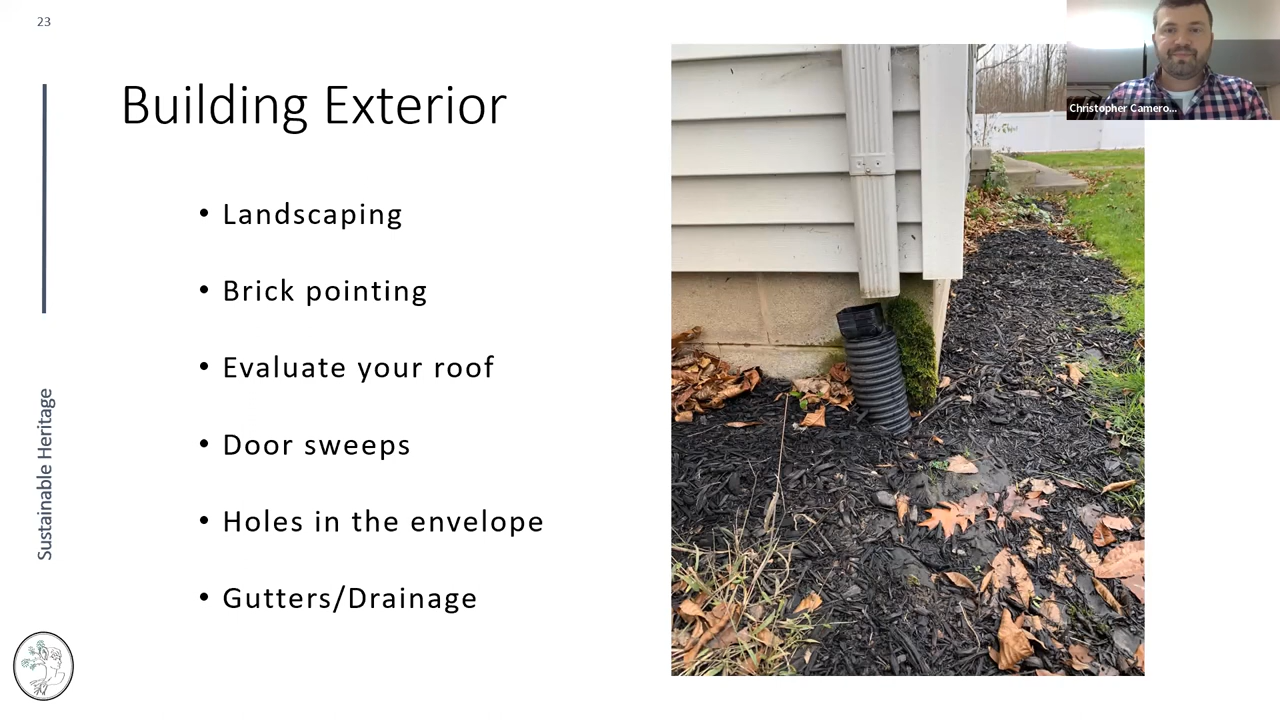 23
Building Exterior
• Landscaping
• Brick pointing
• Evaluate your roof
• Door sweeps
• Holes in the envelope
• Gutters/Drainage
Sustainable Heritage
Christopher Camero...